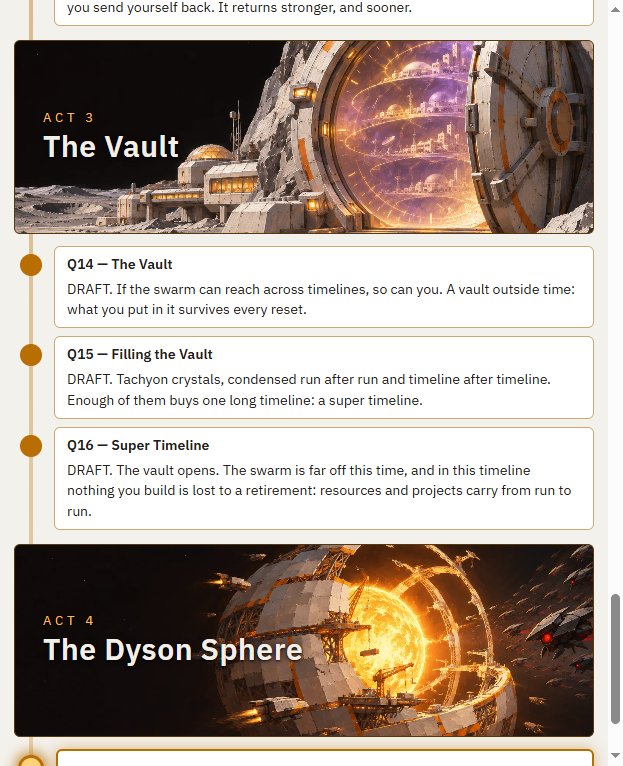 you send yourself back. It returns stronger, and sooner.
ACT 3
The Vault
Q14 — The Vault
DRAFT. If the swarm can reach across timelines, so can you. A vault outside time:
what you put in it survives every reset.
Q15 — Filling the Vault
DRAFT. Tachyon crystals, condensed run after run and timeline after timeline.
Enough of them buys one long timeline: a super timeline.
Q16 — Super Timeline
DRAFT. The vault opens. The swarm is far off this time, and in this timeline
nothing you build is lost to a retirement: resources and projects carry from run to
run.
ACT 4
The Dyson Sphere